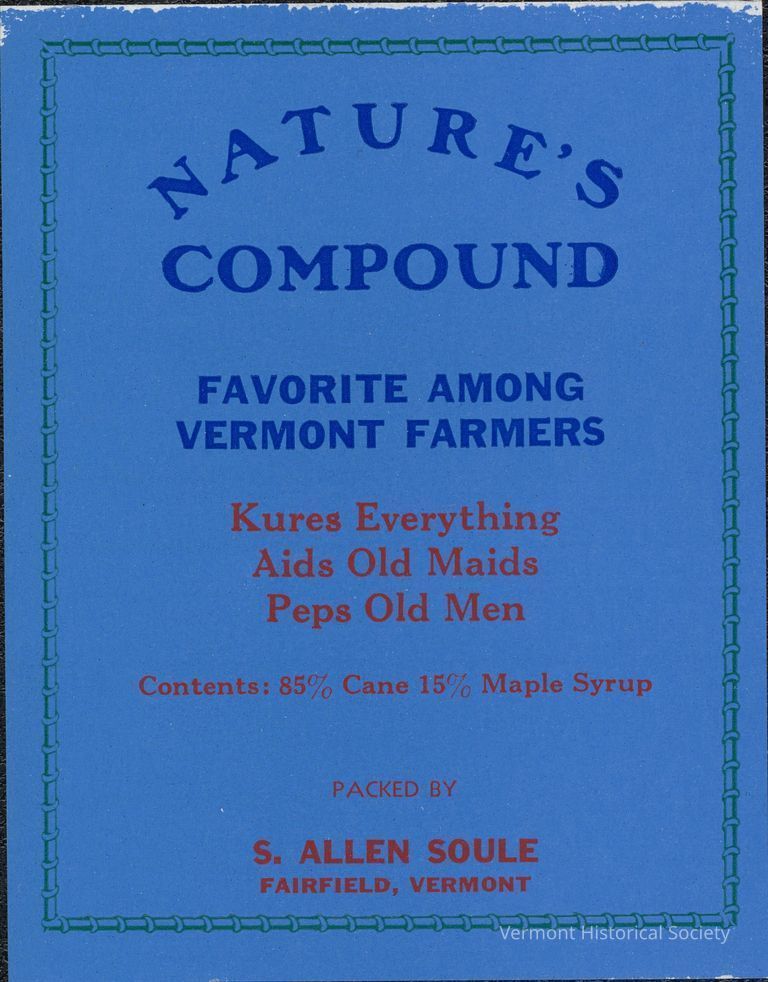 NATURE'S
COMPOUND
FAVORITE AMONG
VERMONT FARMERS
Kures Everything
Aids Old Maids
Peps Old Men
Contents: 85% Cane 15% Maple Syrup
PACKED BY
S. ALLEN SOULE
FAIRFIELD, VERMONT
Vermont Historical Society